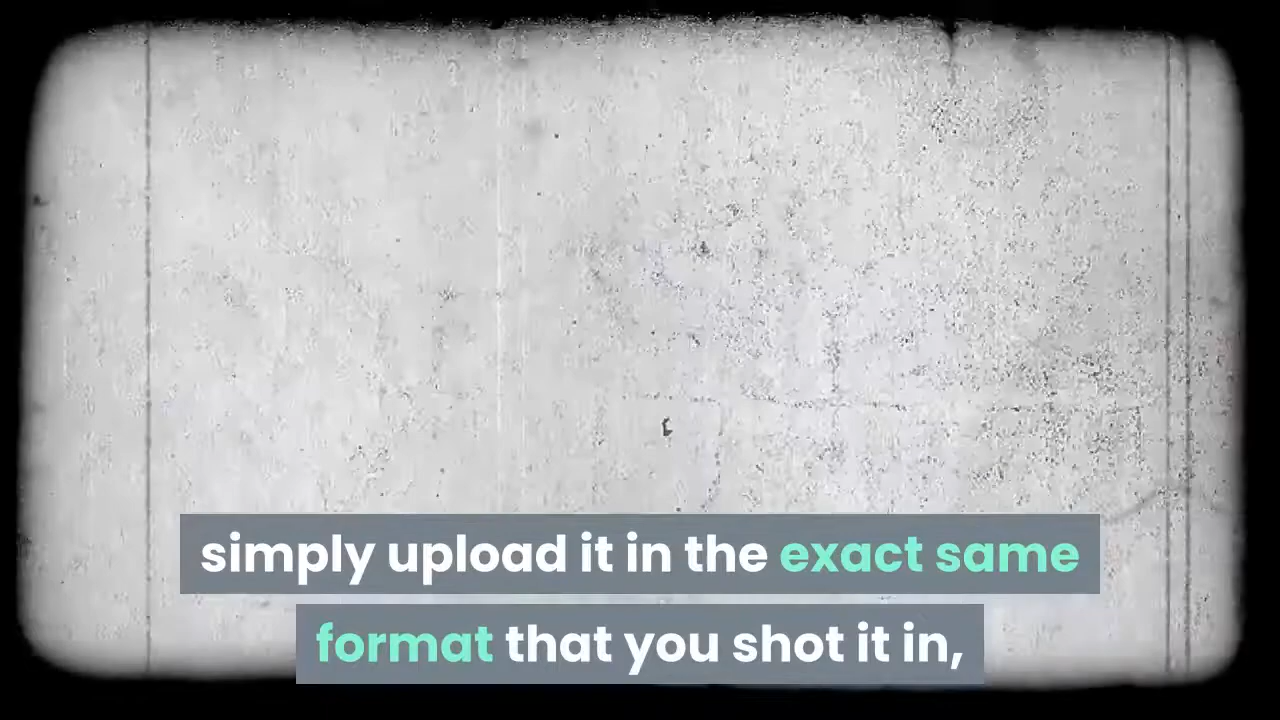 simply upload it in the exact same
format that you shot it in,